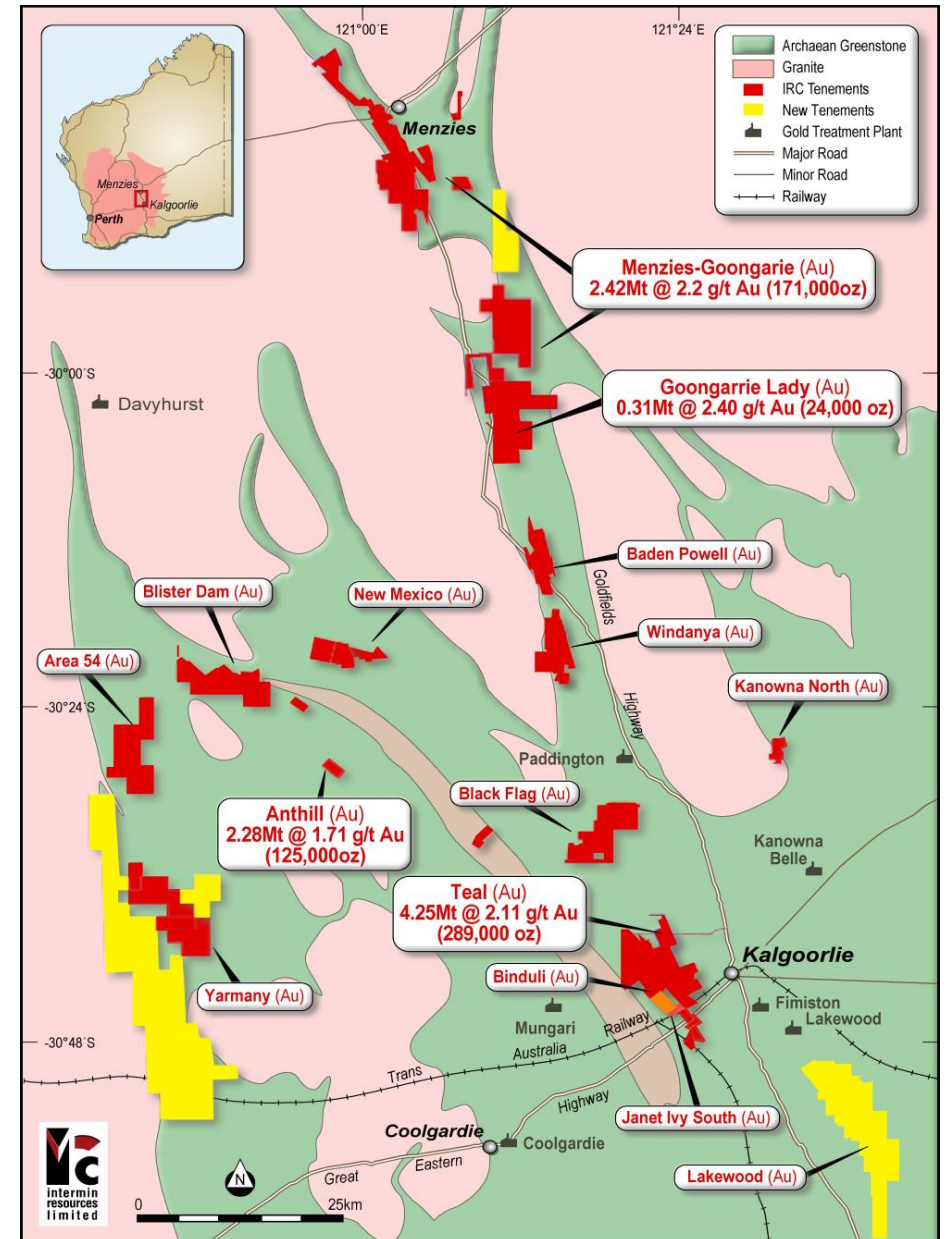 121°00´E
121°24´E
Archaean Greenstone
Granite
IRC Tenements
New Tenements
Gold Treatment Plant
Major Road
Minor Road
Railway
Menzies
Kalgoorlie
Perth
Menzies
Menzies-Goongarie (Au)
2.42Mt @ 2.2 g/t Au (171,000oz)
-30°00´S
Davyhurst
Goongarrie Lady (Au)
0.31Mt @ 2.40 g/t Au (24,000 oz)
Baden Powell (Au)
Goldfields
Highway
Blister Dam (Au)
New Mexico (Au)
Windanya (Au)
Area 54 (Au)
Kanowna North (Au)
-30°24´S
Paddington
Black Flag (Au)
Anthill (Au)
2.28Mt @ 1.71 g/t Au
(125,000oz)
Kanowna
Belle
Teal (Au)
4.25Mt @ 2.11 g/t Au
(289,000 oz)
Kalgoorlie
Binduli (Au)
Yarmany (Au)
Mungari
Fimiston
Lakewood
-30°48´S
Trans
Australia
Railway
Janet Ivy South (Au)
Coolgardie
Coolgardie
Great
Eastern
Highway
Lakewood (Au)
intermin
resources
limited
N
0
25km